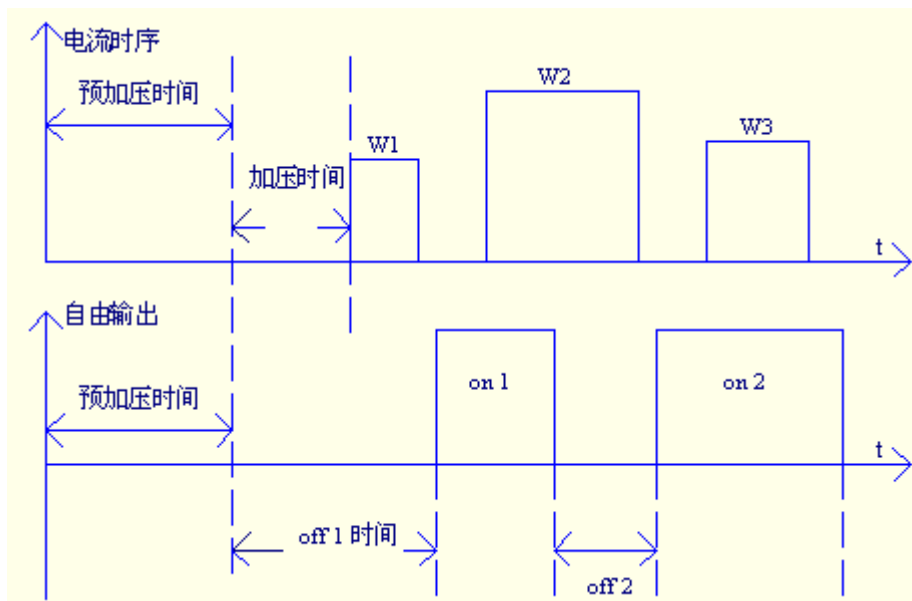 电流时序
预加压时间
W1
W2
W3
加压时间
t
自由输出
预加压时间
on 1
on 2
t
off 1 时间
off 2